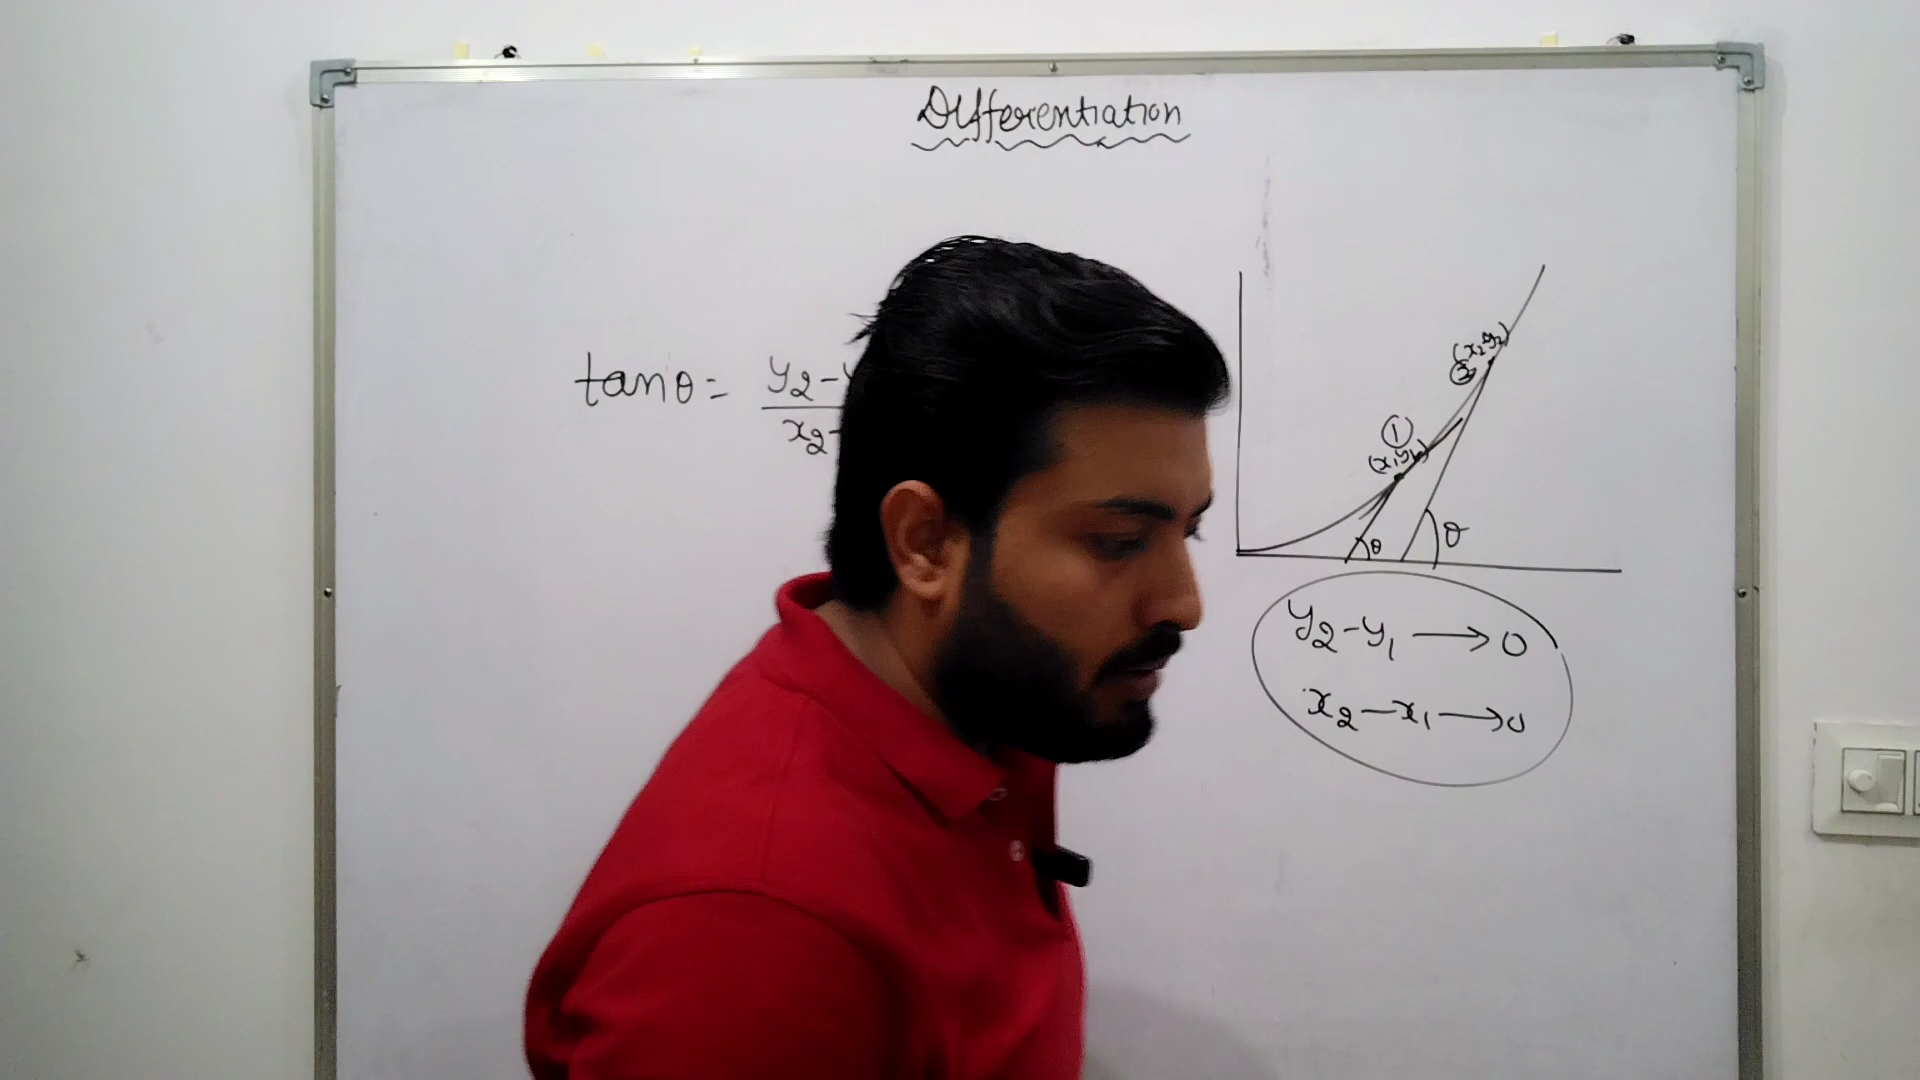 Differentiation
tanθ = y₂-
x₂-
(x₂,y₂)
②
①
(x₁,y₁)
θ
θ
y₂-y₁ → 0
x₂-x₁ → 0